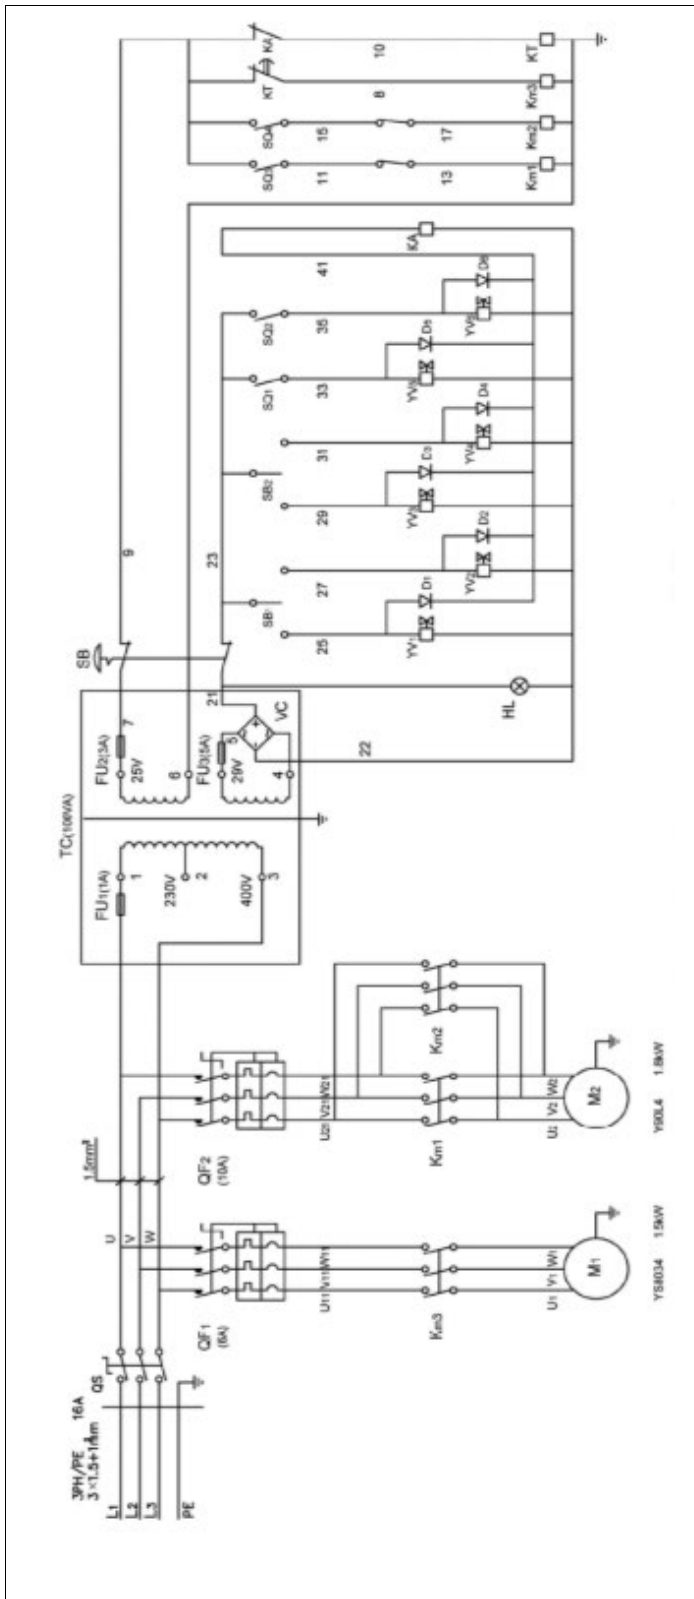 3PH/PE 16A
3×1.5+1mm
L1
L2
L3
PE
QS
U
V
W
1.5mm²
QF1
(6A)
U11 V11 W11
Km3
U1 V1 W1
M1
YS8034 1.5kW
QF2
(10A)
U21 V21 W21
Km1
Km2
U2 V2 W2
M2
Y90L4 1.8kW
TC(100VA)
FU1(1A)
1
230V
2
400V
3
FU2(3A)
7
25V
6
FU3(5A)
5
29V
4
VC
21
22
HL
SB
9
23
SB1
25
27
SB2
29
31
SQ1
33
SQ2
35
41
KA
YV1
D1
YV2
D2
YV3
D3
YV4
D4
YV5
D5
D6
SQ3
11
13
Km1
SQ4
15
17
Km2
KT
8
Km3
KA
10
KT